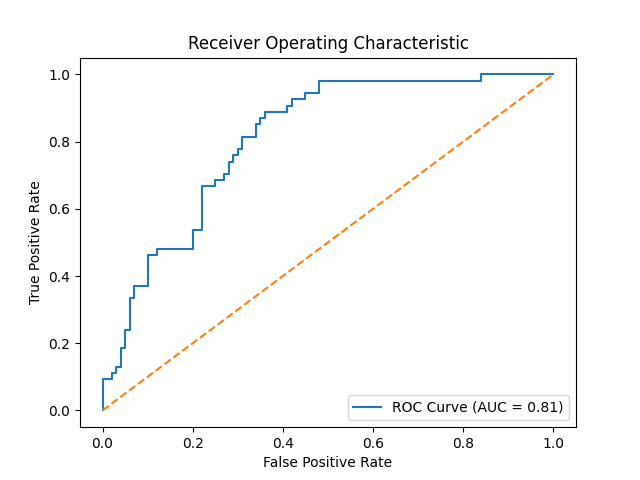 Receiver Operating Characteristic
True Positive Rate
1.0
0.8
0.6
0.4
0.2
0.0
ROC Curve (AUC = 0.81)
0.0 0.2 0.4 0.6 0.8 1.0
False Positive Rate